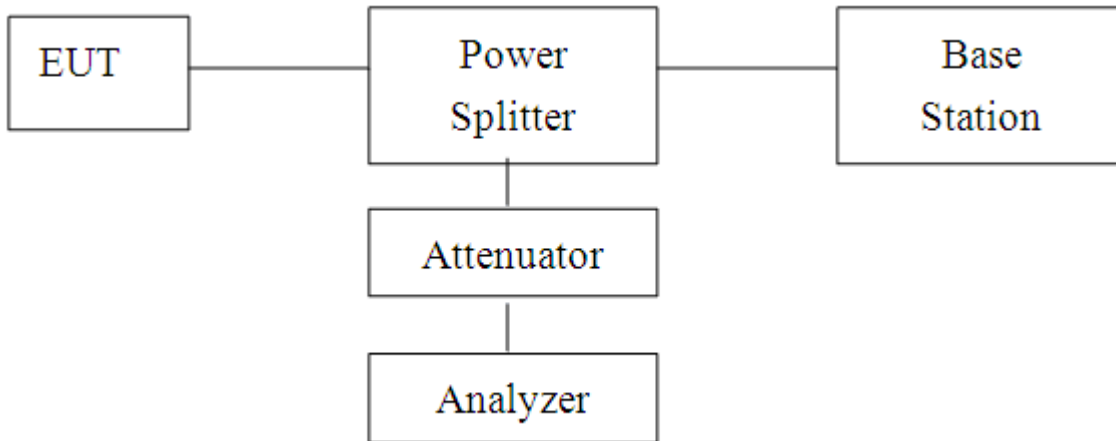 EUT
Power
Splitter
Base
Station
Attenuator
Analyzer